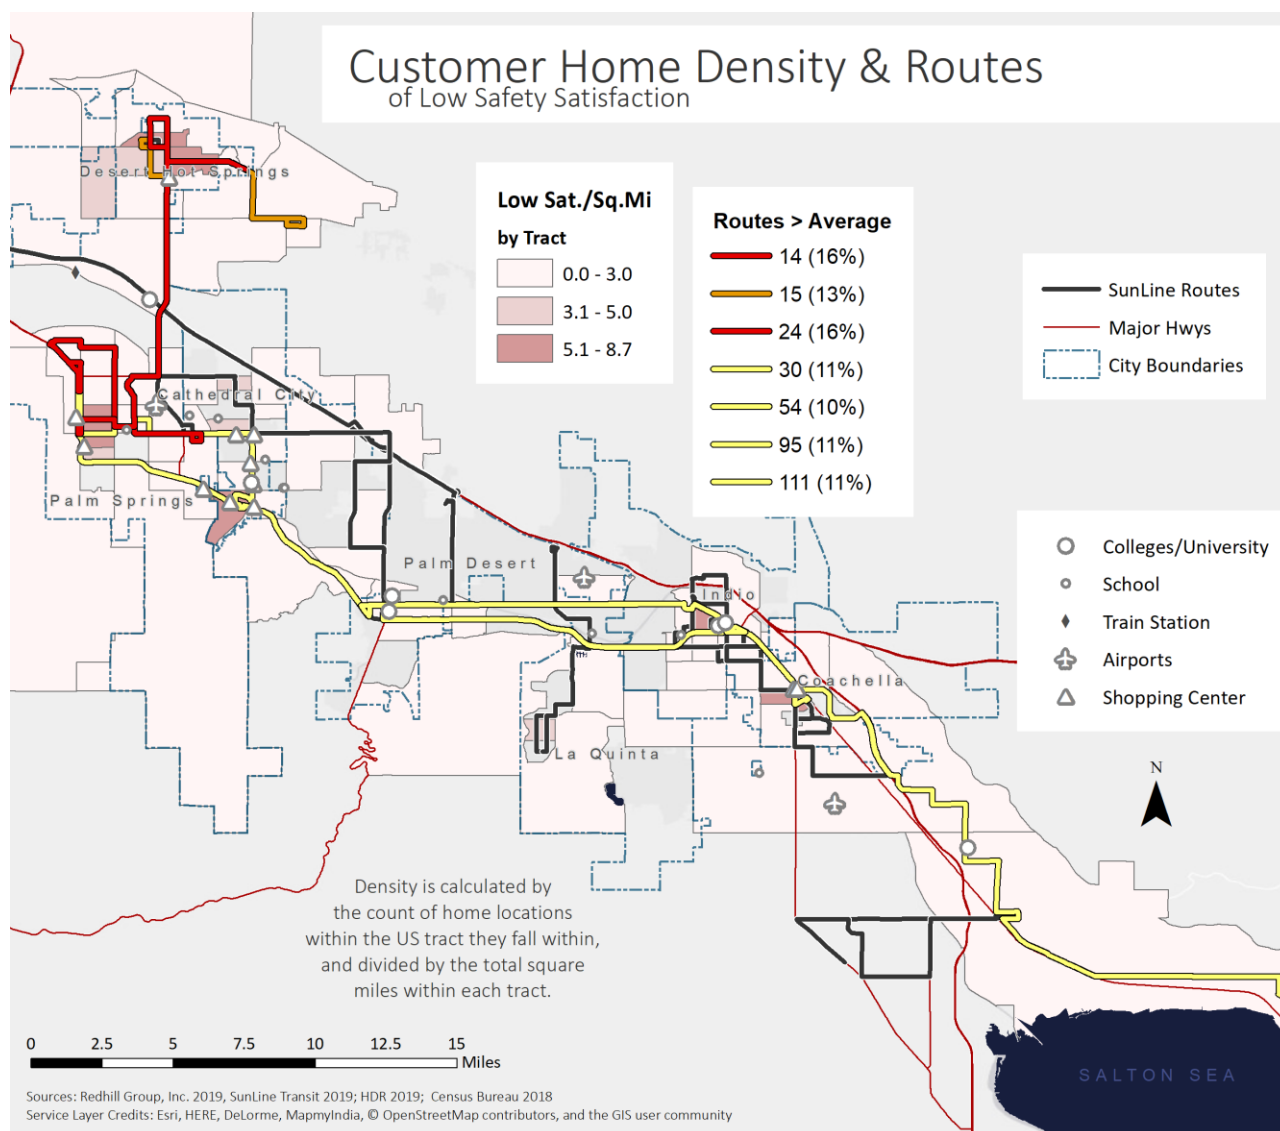 Customer Home Density & Routes
of Low Safety Satisfaction
Desert Hot Springs
Low Sat./Sq.Mi
by Tract
0.0 - 3.0
3.1 - 5.0
5.1 - 8.7
Routes > Average
14 (16%)
15 (13%)
24 (16%)
30 (11%)
54 (10%)
95 (11%)
111 (11%)
SunLine Routes
Major Hwys
City Boundaries
Cathedral City
Palm Springs
Palm Desert
Indio
Coachella
La Quinta
Colleges/University
School
Train Station
Airports
Shopping Center
N
Density is calculated by
the count of home locations
within the US tract they fall within,
and divided by the total square
miles within each tract.
0 2.5 5 7.5 10 12.5 15
Miles
SALTON SEA
Sources: Redhill Group, Inc. 2019, SunLine Transit 2019; HDR 2019; Census Bureau 2018
Service Layer Credits: Esri, HERE, DeLorme, MapmyIndia, © OpenStreetMap contributors, and the GIS user community